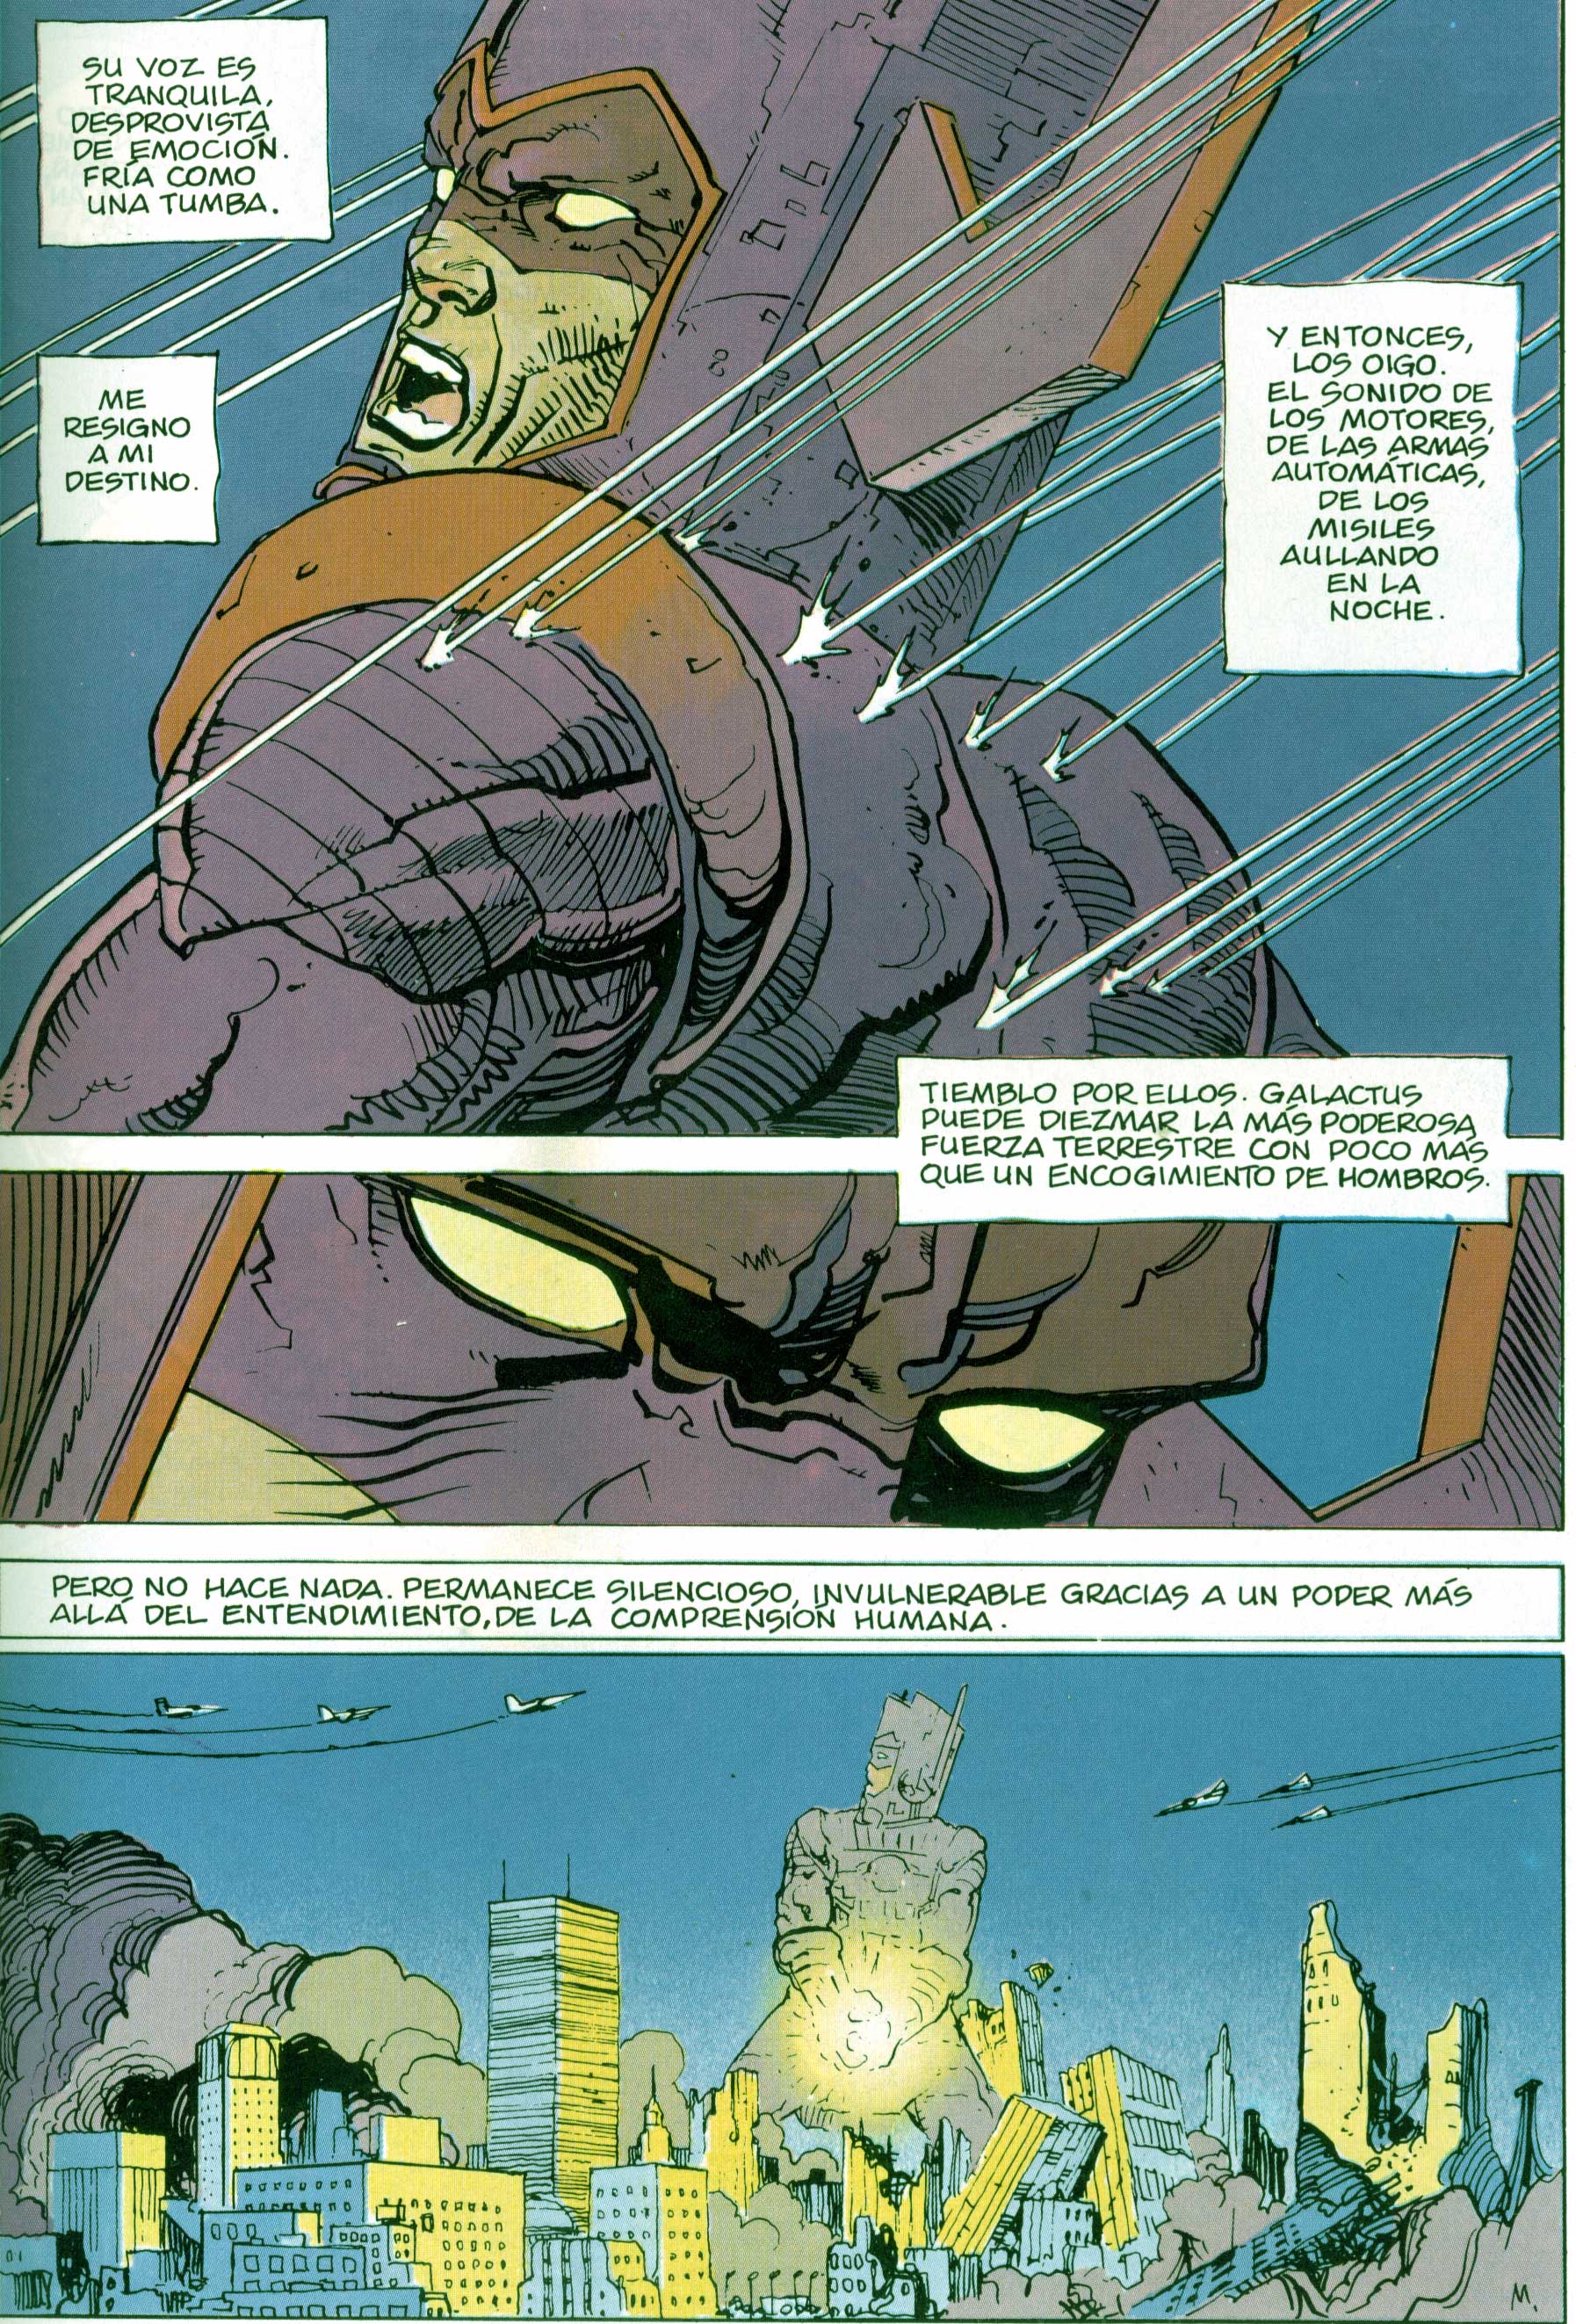 SU VOZ ES
TRANQUILA,
DESPROVISTA
DE EMOCIÓN.
FRÍA COMO
UNA TUMBA.
ME
RESIGNO
A MI
DESTINO.
Y ENTONCES,
LOS OIGO.
EL SONIDO DE
LOS MOTORES,
DE LAS ARMAS
AUTOMÁTICAS,
DE LOS
MISILES
AULLANDO
EN LA
NOCHE.
TIEMBLO POR ELLOS. GALACTUS
PUEDE DIEZMAR LA MÁS PODEROSA
FUERZA TERRESTRE CON POCO MÁS
QUE UN ENCOGIMIENTO DE HOMBROS.
PERO NO HACE NADA. PERMANECE SILENCIOSO, INVULNERABLE GRACIAS A UN PODER MÁS
ALLÁ DEL ENTENDIMIENTO, DE LA COMPRENSIÓN HUMANA.
M.